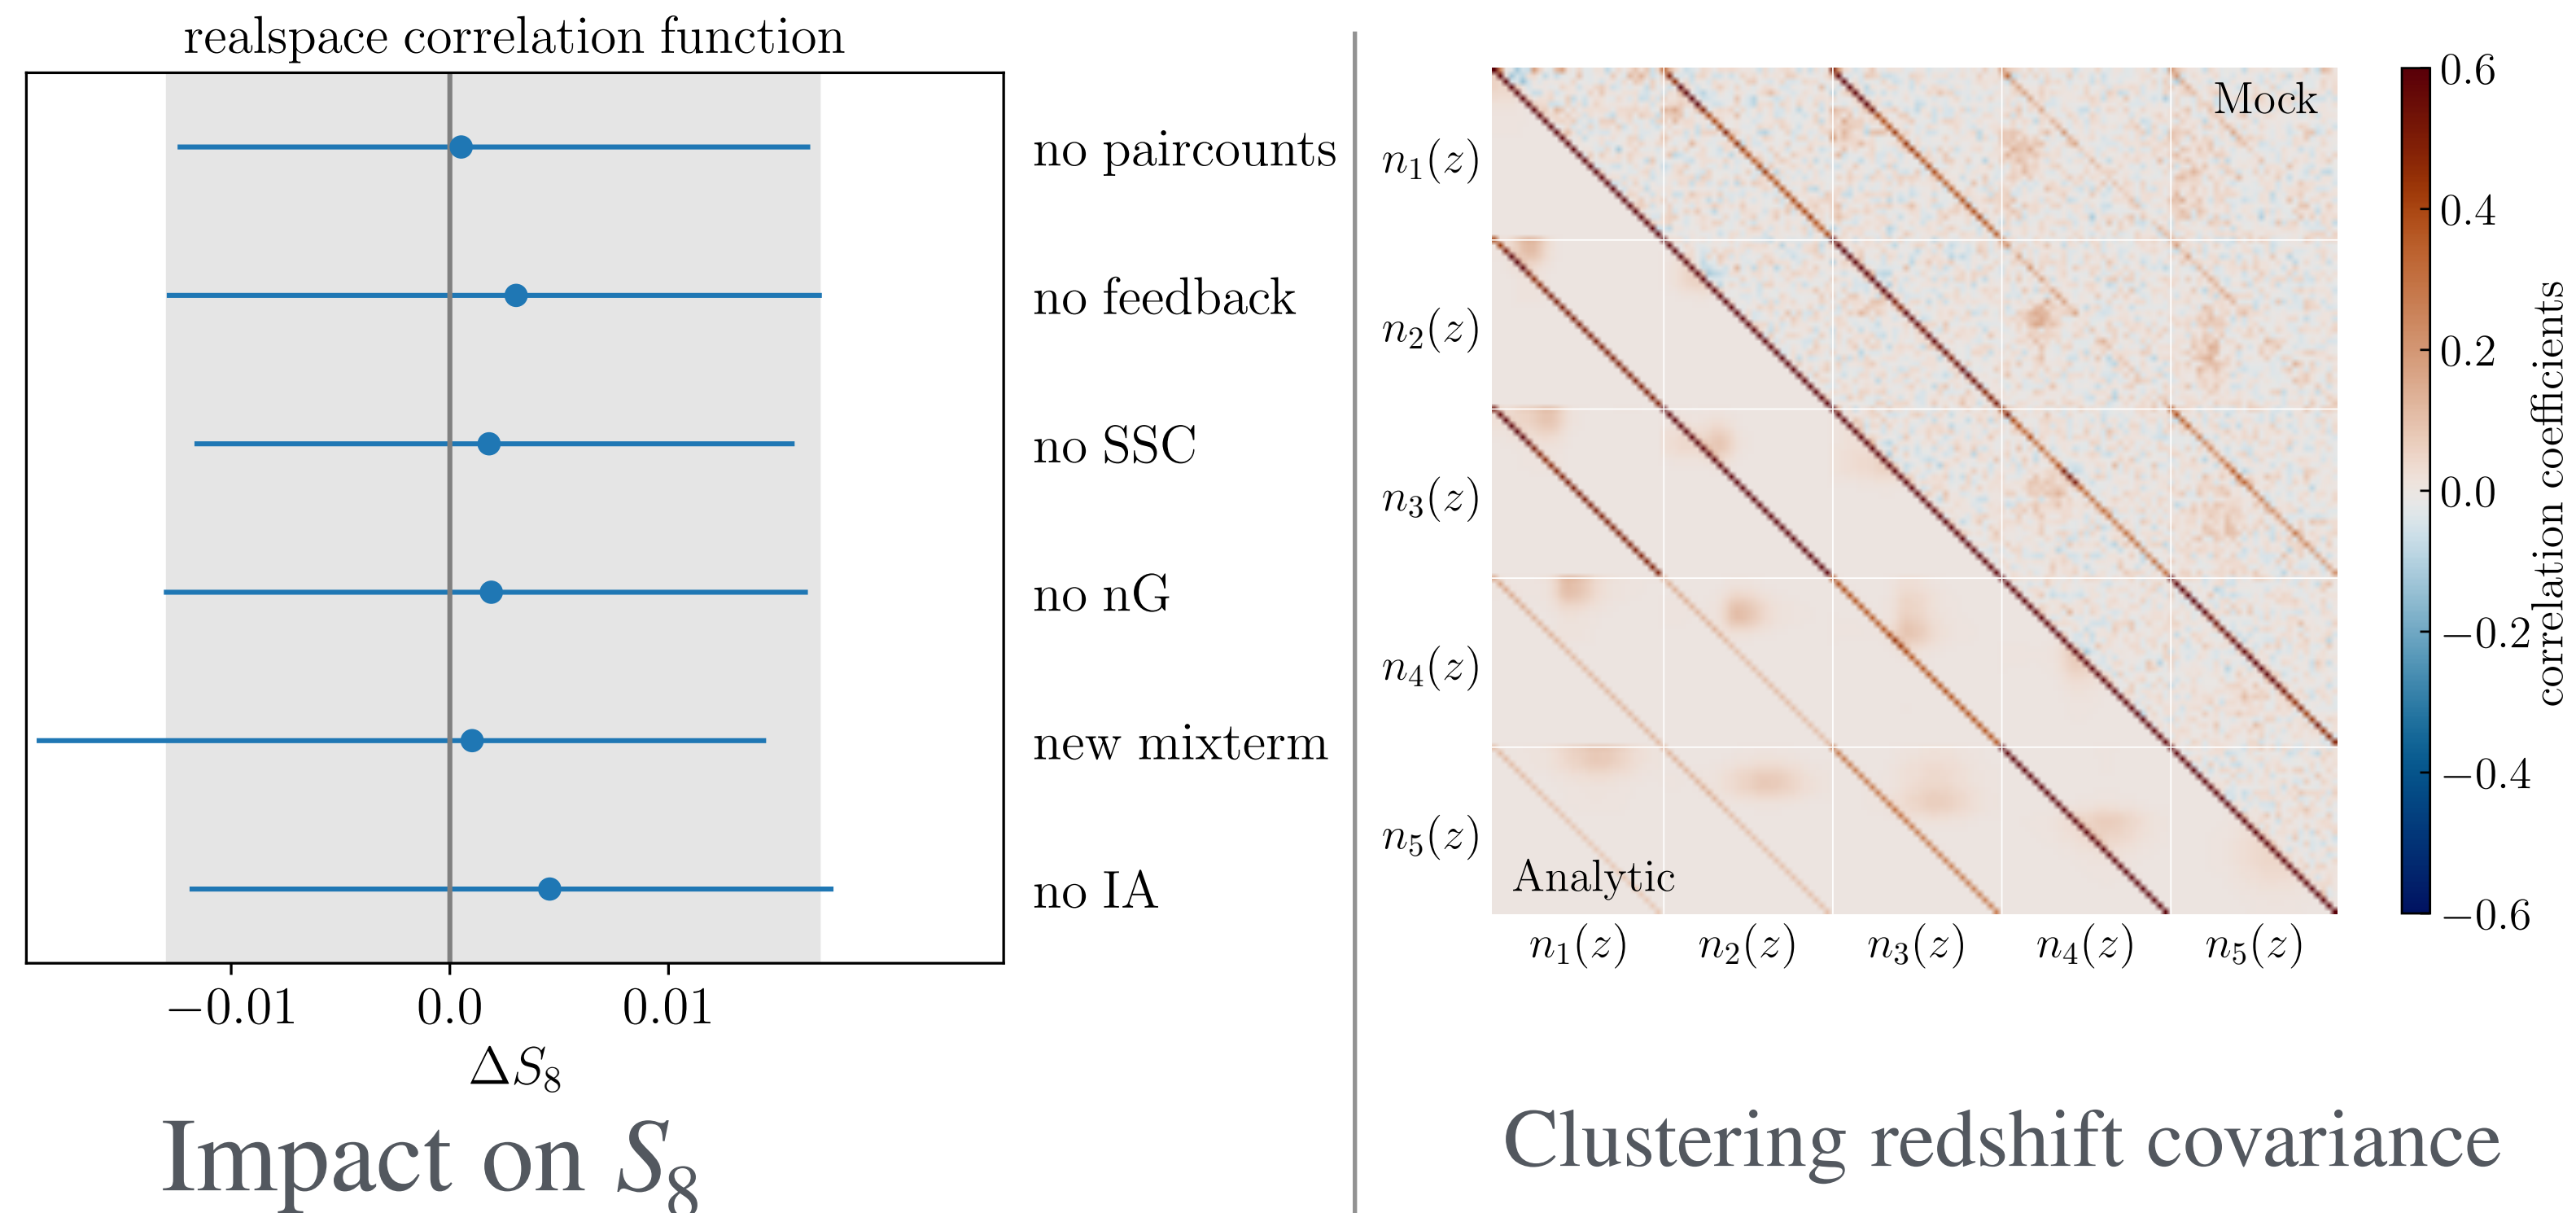 realspace correlation function
no paircounts
no feedback
no SSC
no nG
new mixterm
no IA
−0.01 0.0 0.01
ΔS₈
Impact on S₈
Mock
Analytic
n₁(z)
n₂(z)
n₃(z)
n₄(z)
n₅(z)
n₁(z) n₂(z) n₃(z) n₄(z) n₅(z)
0.6
0.4
0.2
0.0
−0.2
−0.4
−0.6
correlation coefficients
Clustering redshift covariance